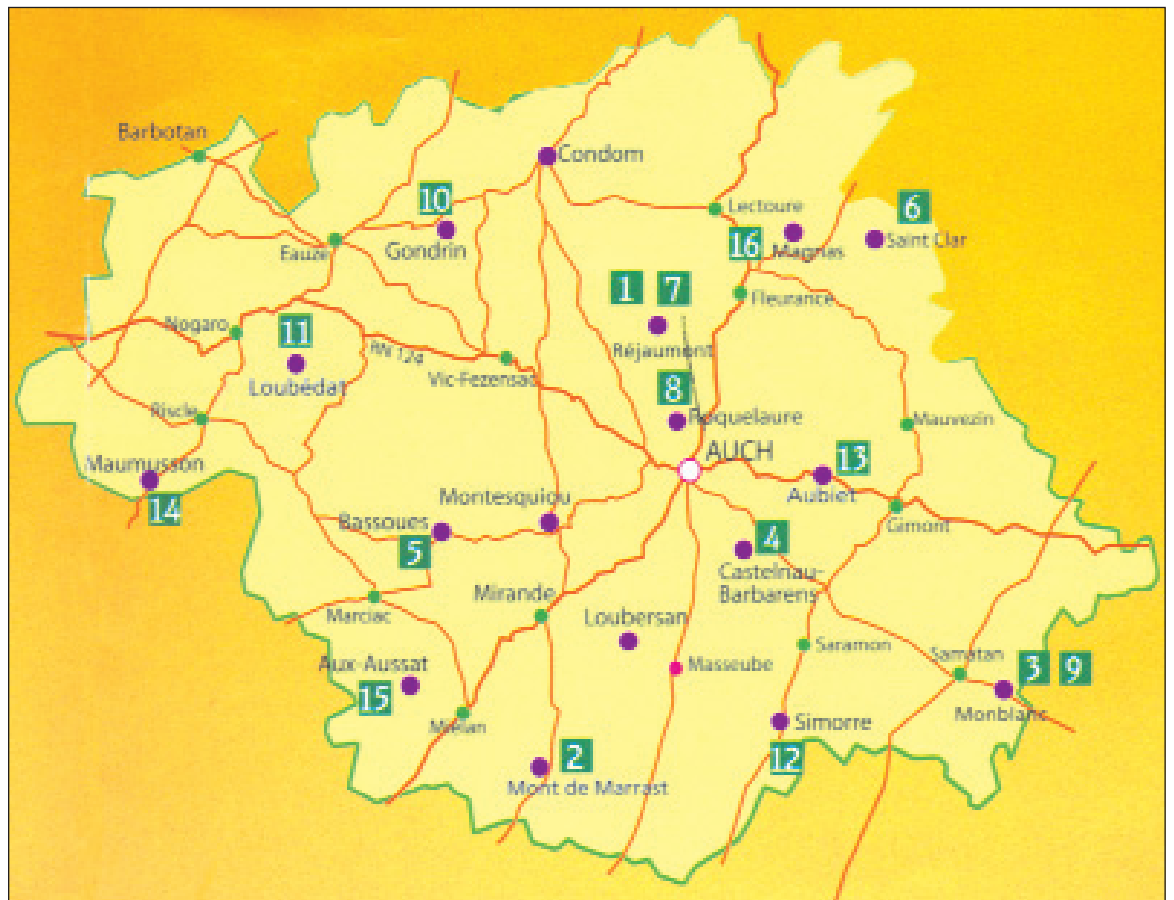 Barbotan
Condom
10
Gondrin
Lectoure
6
Saint Clar
16
Magnas
Eauze
1 7
Fleurance
Nogaro
11
Réjaumont
RN 124
Vic-Fezensac
Loubédat
8
Roquelaure
Riscle
Mauvezin
AUCH
13
Maumusson
Aubiet
14
Montesquiou
Bassoues
5
Gimont
4
Castelnau-
Barbarens
Mirande
Marciac
Loubersan
Saramon
Aux-Aussat
15
Masseube
Samatan
3 9
Monblanc
Miélan
Simorre
12
2
Mont de Marrast